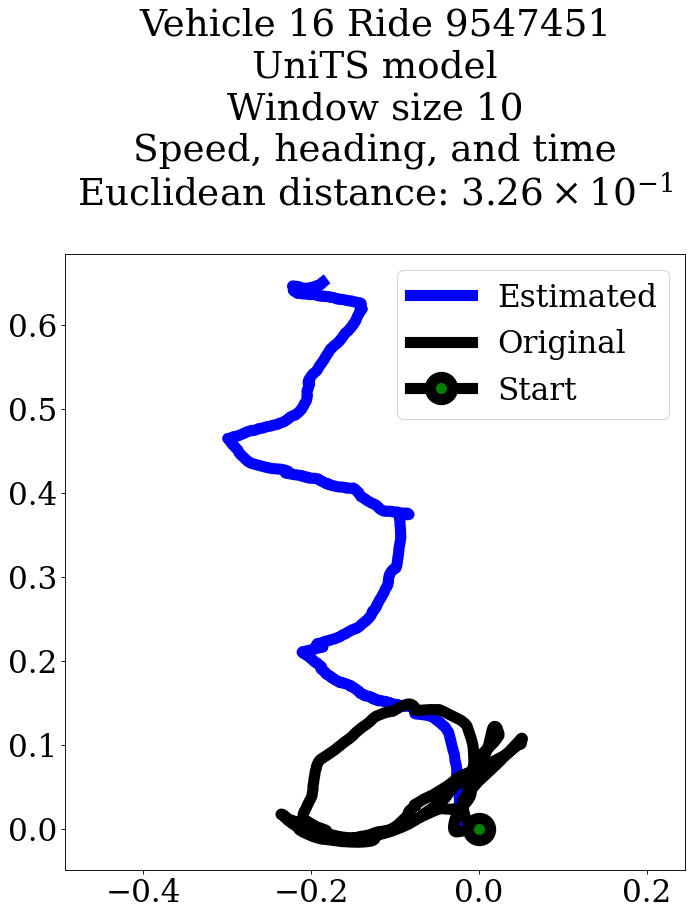 Vehicle 16 Ride 9547451
UniTS model
Window size 10
Speed, heading, and time
Euclidean distance: 3.26 × 10⁻¹
Estimated
Original
Start
0.6
0.5
0.4
0.3
0.2
0.1
0.0
−0.4
−0.2
0.0
0.2